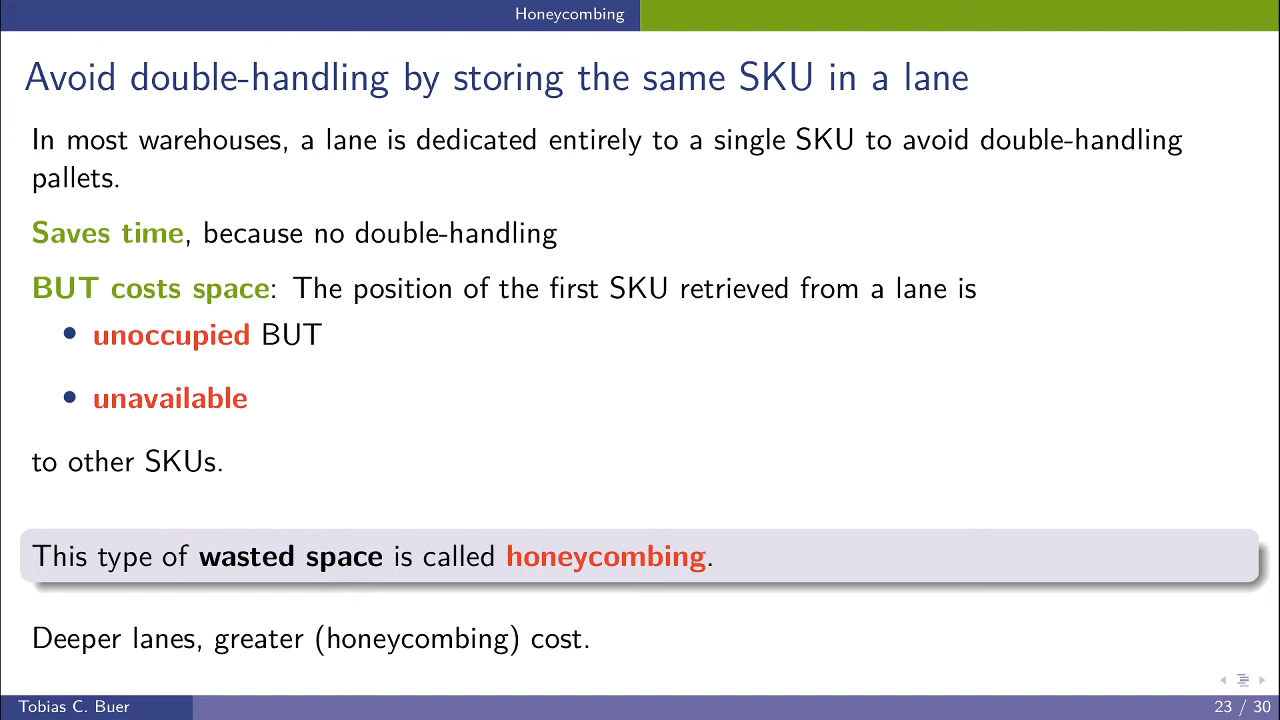 Honeycombing
Avoid double-handling by storing the same SKU in a lane
In most warehouses, a lane is dedicated entirely to a single SKU to avoid double-handling
pallets.
Saves time, because no double-handling
BUT costs space: The position of the first SKU retrieved from a lane is
• unoccupied BUT
• unavailable
to other SKUs.
This type of wasted space is called honeycombing.
Deeper lanes, greater (honeycombing) cost.
Tobias C. Buer
23 / 30